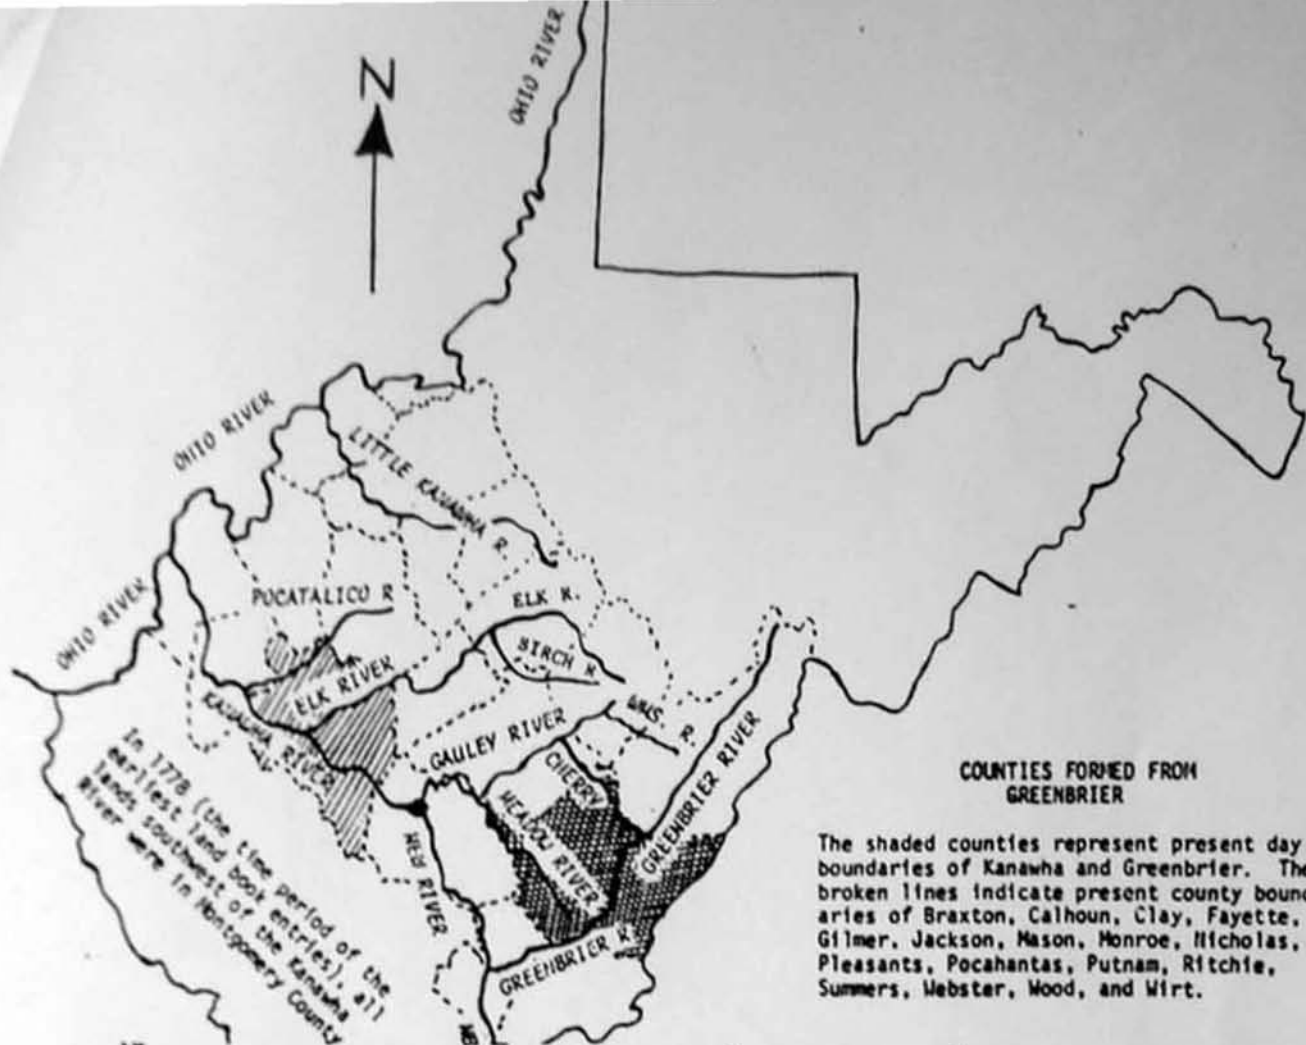 N
OHIO RIVER
OHIO RIVER
LITTLE KANAWHA R.
POCATALICO R
ELK R.
OHIO RIVER
BIRCH R
ELK RIVER
KANAWHA RIVER
WMS. R.
GAULEY RIVER
CHERRY
MEADOW RIVER
GREENBRIER RIVER
NEW RIVER
GREENBRIER R.
In 1778 (the time period of the
earliest land book entries), all
lands southwest of the Kanawha
River were in Montgomery County
COUNTIES FORMED FROM
GREENBRIER
The shaded counties represent present day
boundaries of Kanawha and Greenbrier. The
broken lines indicate present county bound
aries of Braxton, Calhoun, Clay, Fayette,
Gilmer, Jackson, Mason, Monroe, Nicholas,
Pleasants, Pocahantas, Putnam, Ritchie,
Summers, Webster, Wood, and Wirt.